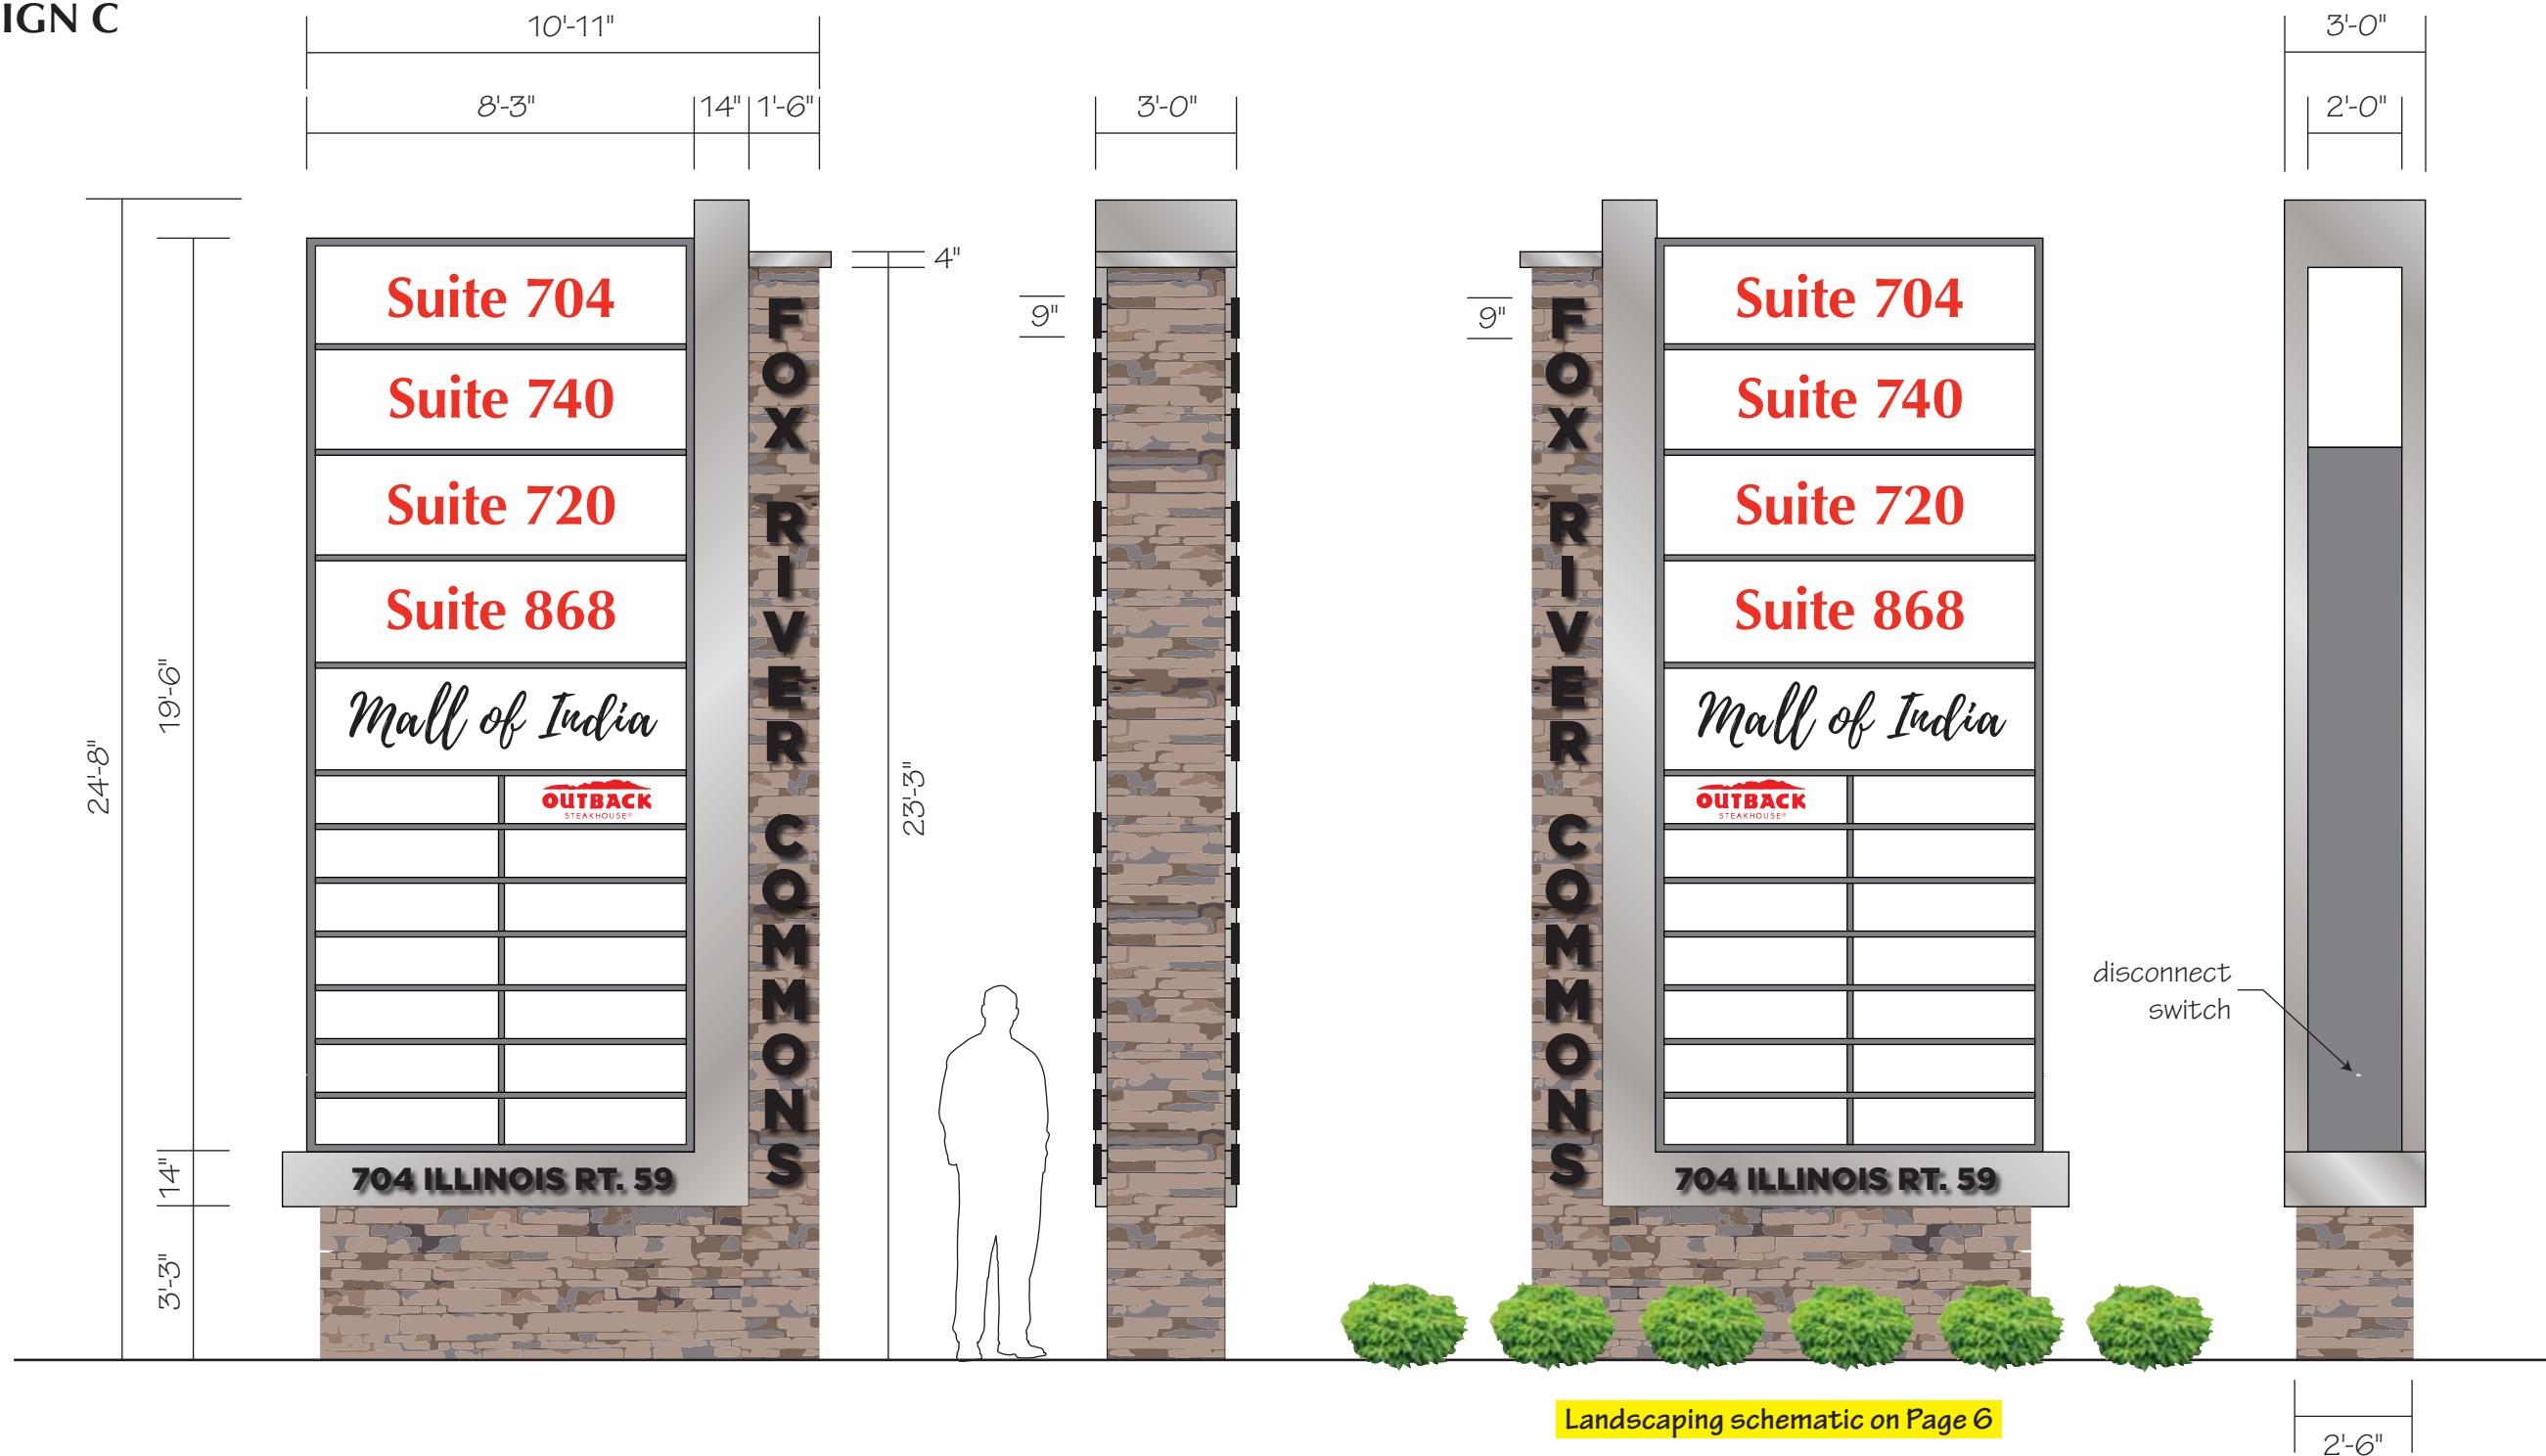 IGN C
10'-11"
8'-3"
14"
1'-6"
3'-0"
3'-0"
2'-0"
24'-8"
19'-6"
14"
3'-3"
Suite 704
Suite 740
Suite 720
Suite 868
Mall of India
OUTBACK
STEAKHOUSE®
704 ILLINOIS RT. 59
FOX RIVER COMMONS
4"
23'-3"
9"
9"
FOX RIVER COMMONS
Suite 704
Suite 740
Suite 720
Suite 868
Mall of India
OUTBACK
STEAKHOUSE®
704 ILLINOIS RT. 59
disconnect
switch
Landscaping schematic on Page 6
2'-6"